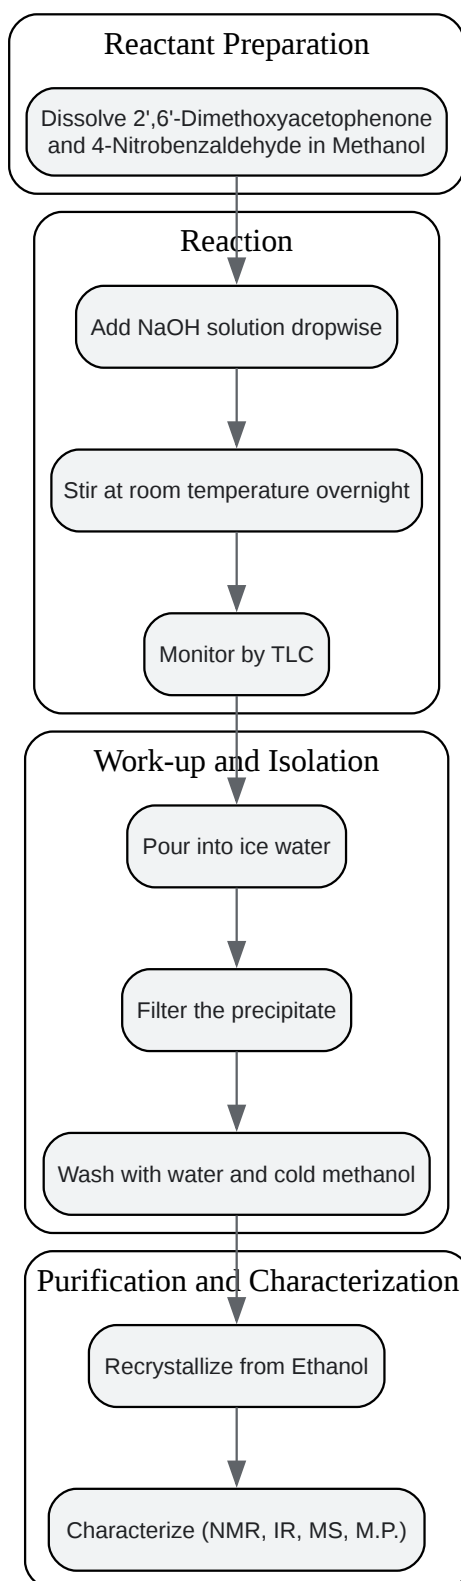 Reactant Preparation
Dissolve 2',6'-Dimethoxyacetophenone
and 4-Nitrobenzaldehyde in Methanol
Reaction
Add NaOH solution dropwise
Stir at room temperature overnight
Monitor by TLC
Work-up and Isolation
Pour into ice water
Filter the precipitate
Wash with water and cold methanol
Purification and Characterization
Recrystallize from Ethanol
Characterize (NMR, IR, MS, M.P.)